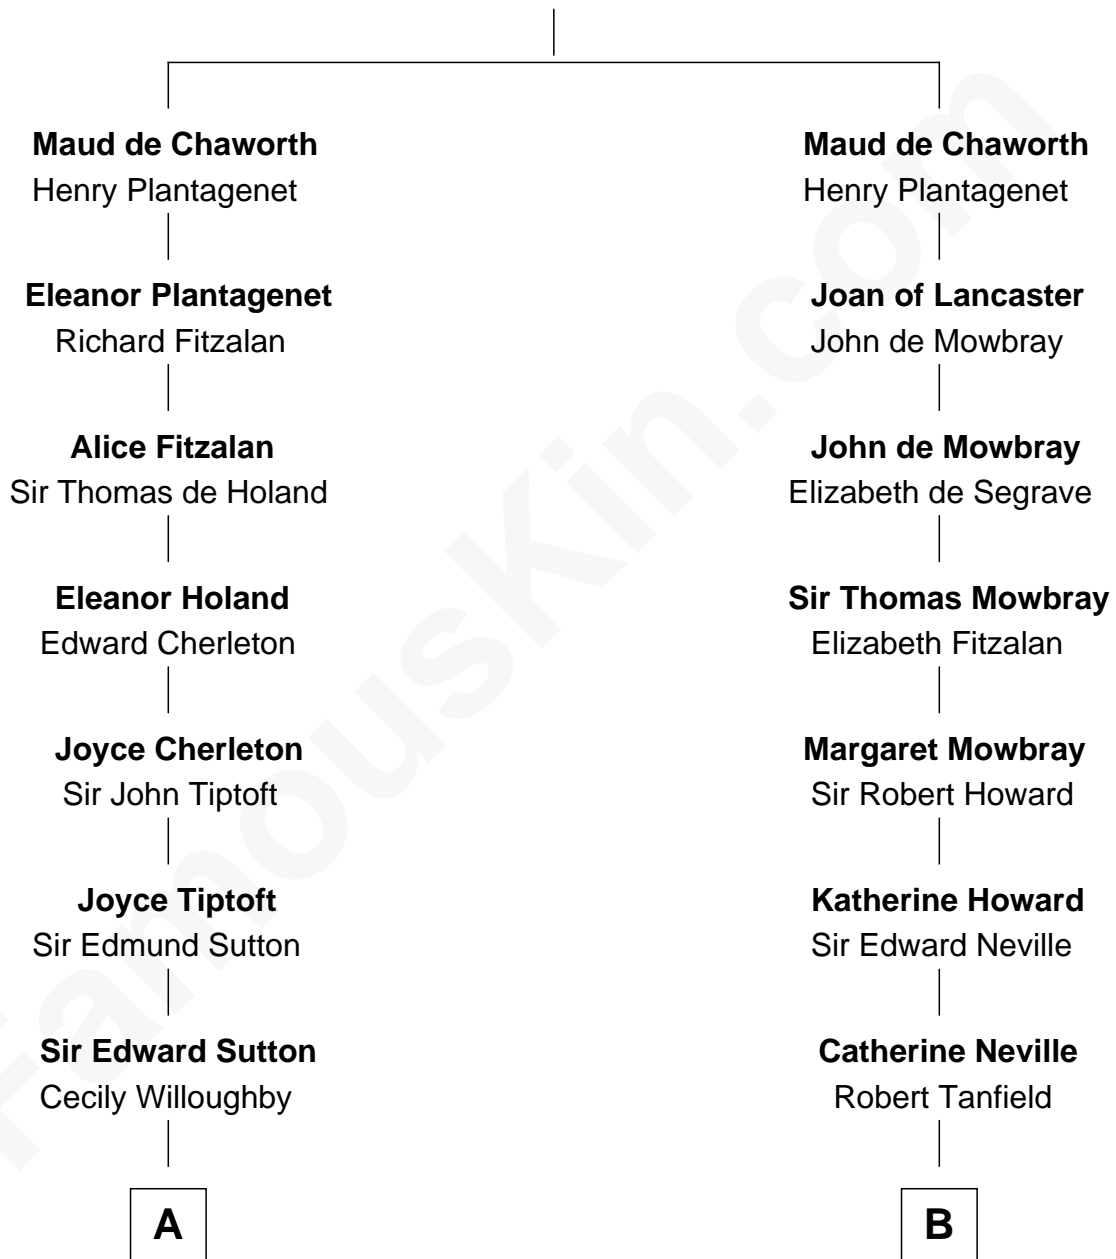 Maud de Chaworth
Henry Plantagenet
Eleanor Plantagenet
Richard Fitzalan
Alice Fitzalan
Sir Thomas de Holand
Eleanor Holand
Edward Cherleton
Joyce Cherleton
Sir John Tiptoft
Joyce Tiptoft
Sir Edmund Sutton
Sir Edward Sutton
Cecily Willoughby
A
Maud de Chaworth
Henry Plantagenet
Joan of Lancaster
John de Mowbray
John de Mowbray
Elizabeth de Segrave
Sir Thomas Mowbray
Elizabeth Fitzalan
Margaret Mowbray
Sir Robert Howard
Katherine Howard
Sir Edward Neville
Catherine Neville
Robert Tanfield
B
FamousKin.com